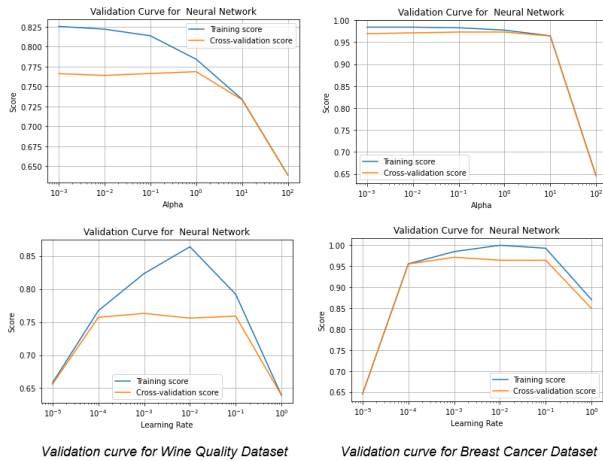 Validation Curve for Neural Network
0.825
0.800
0.775
0.750
0.725
0.700
0.675
0.650
Score
Training score
Cross-validation score
10⁻³ 10⁻² 10⁻¹ 10⁰ 10¹ 10²
Alpha
Validation Curve for Neural Network
1.00
0.95
0.90
0.85
0.80
0.75
0.70
0.65
Score
Training score
Cross-validation score
10⁻³ 10⁻² 10⁻¹ 10⁰ 10¹ 10²
Alpha
Validation Curve for Neural Network
0.85
0.80
0.75
0.70
0.65
Score
Training score
Cross-validation score
10⁻⁵ 10⁻⁴ 10⁻³ 10⁻² 10⁻¹ 10⁰
Learning Rate
Validation Curve for Neural Network
1.00
0.95
0.90
0.85
0.80
0.75
0.70
0.65
Score
Training score
Cross-validation score
10⁻⁵ 10⁻⁴ 10⁻³ 10⁻² 10⁻¹ 10⁰
Learning Rate
Validation curve for Wine Quality Dataset
Validation curve for Breast Cancer Dataset